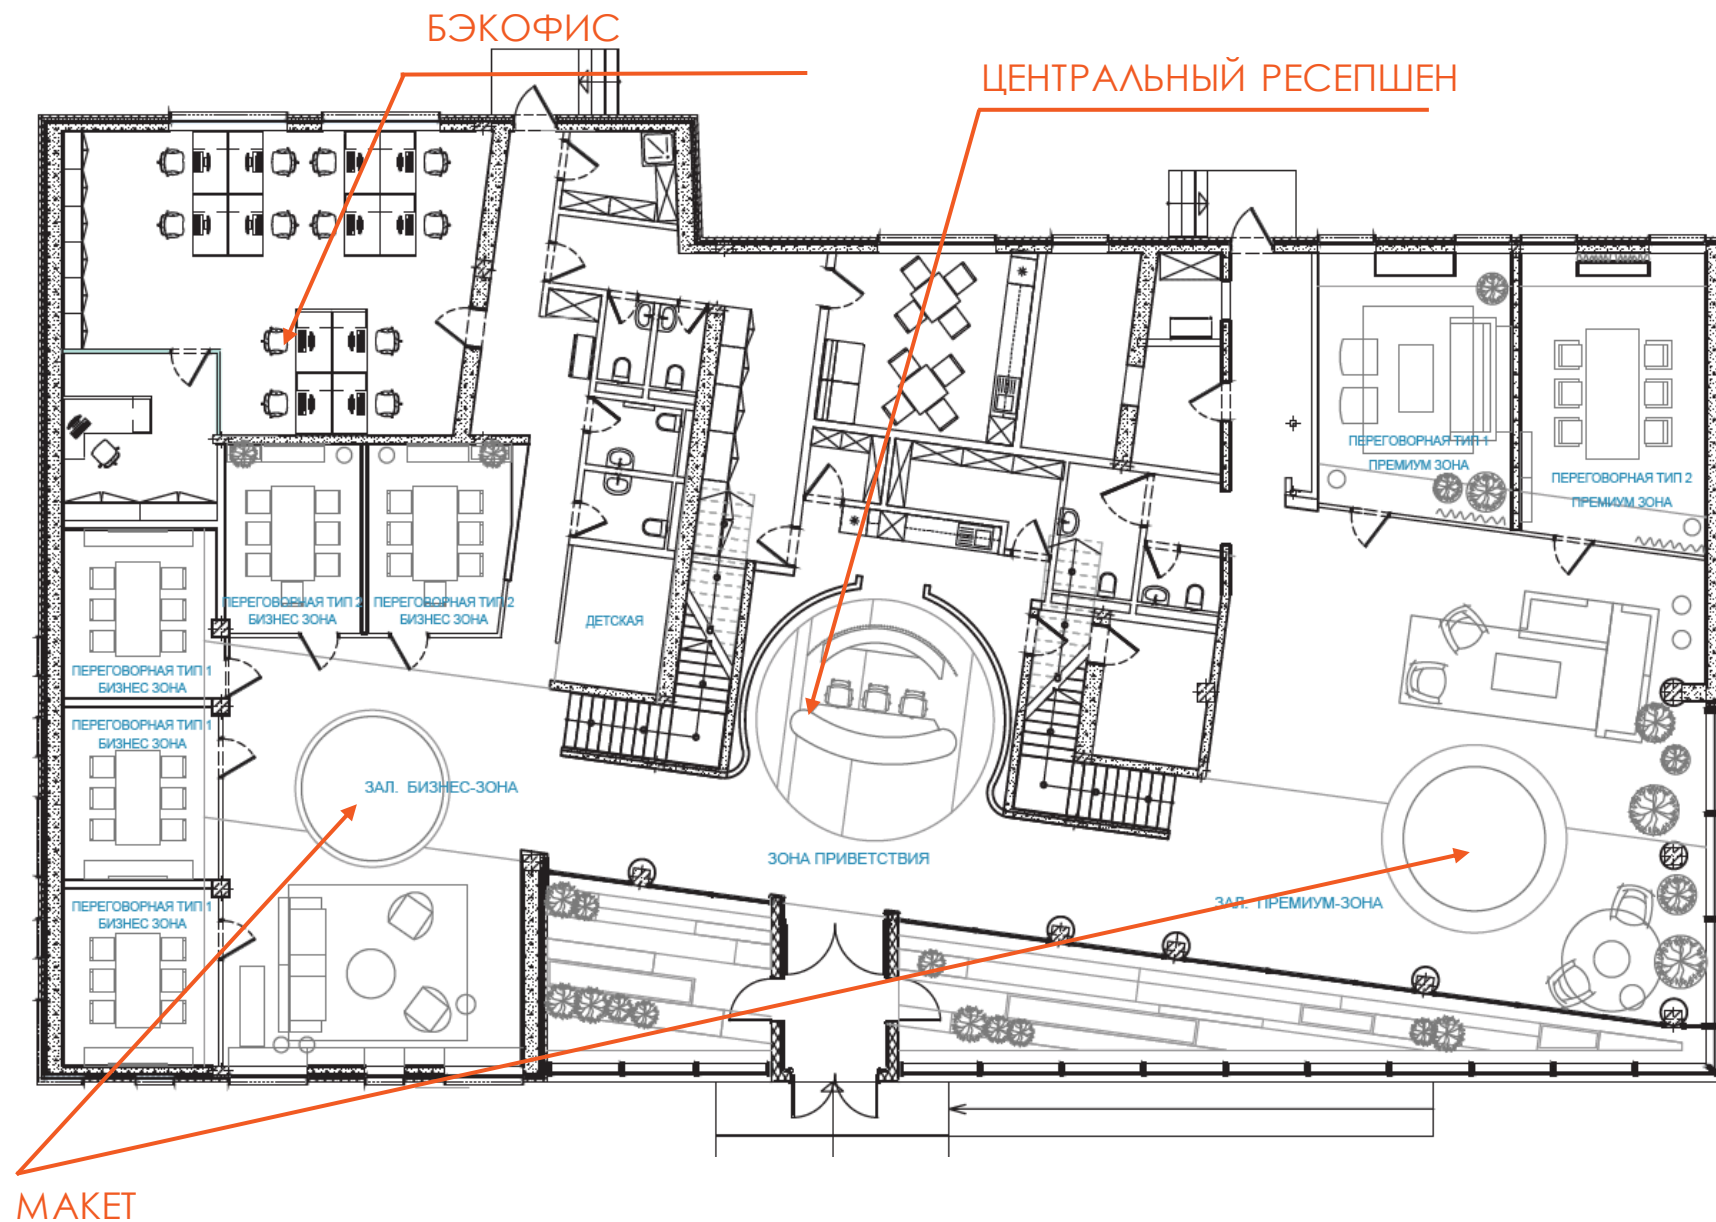 БЭКОФИС
ЦЕНТРАЛЬНЫЙ РЕСЕПШЕН
ПЕРЕГОВОРНАЯ ТИП 1
ПРЕМИУМ ЗОНА
ПЕРЕГОВОРНАЯ ТИП 2
ПРЕМИУМ ЗОНА
ПЕРЕГОВОРНАЯ ТИП 2
БИЗНЕС ЗОНА
ПЕРЕГОВОРНАЯ ТИП 2
БИЗНЕС ЗОНА
ДЕТСКАЯ
ПЕРЕГОВОРНАЯ ТИП 1
БИЗНЕС ЗОНА
ПЕРЕГОВОРНАЯ ТИП 1
БИЗНЕС ЗОНА
ЗАЛ. БИЗНЕС-ЗОНА
ЗОНА ПРИВЕТСТВИЯ
ПЕРЕГОВОРНАЯ ТИП 1
БИЗНЕС ЗОНА
ЗАЛ. ПРЕМИУМ-ЗОНА
МАКЕТ